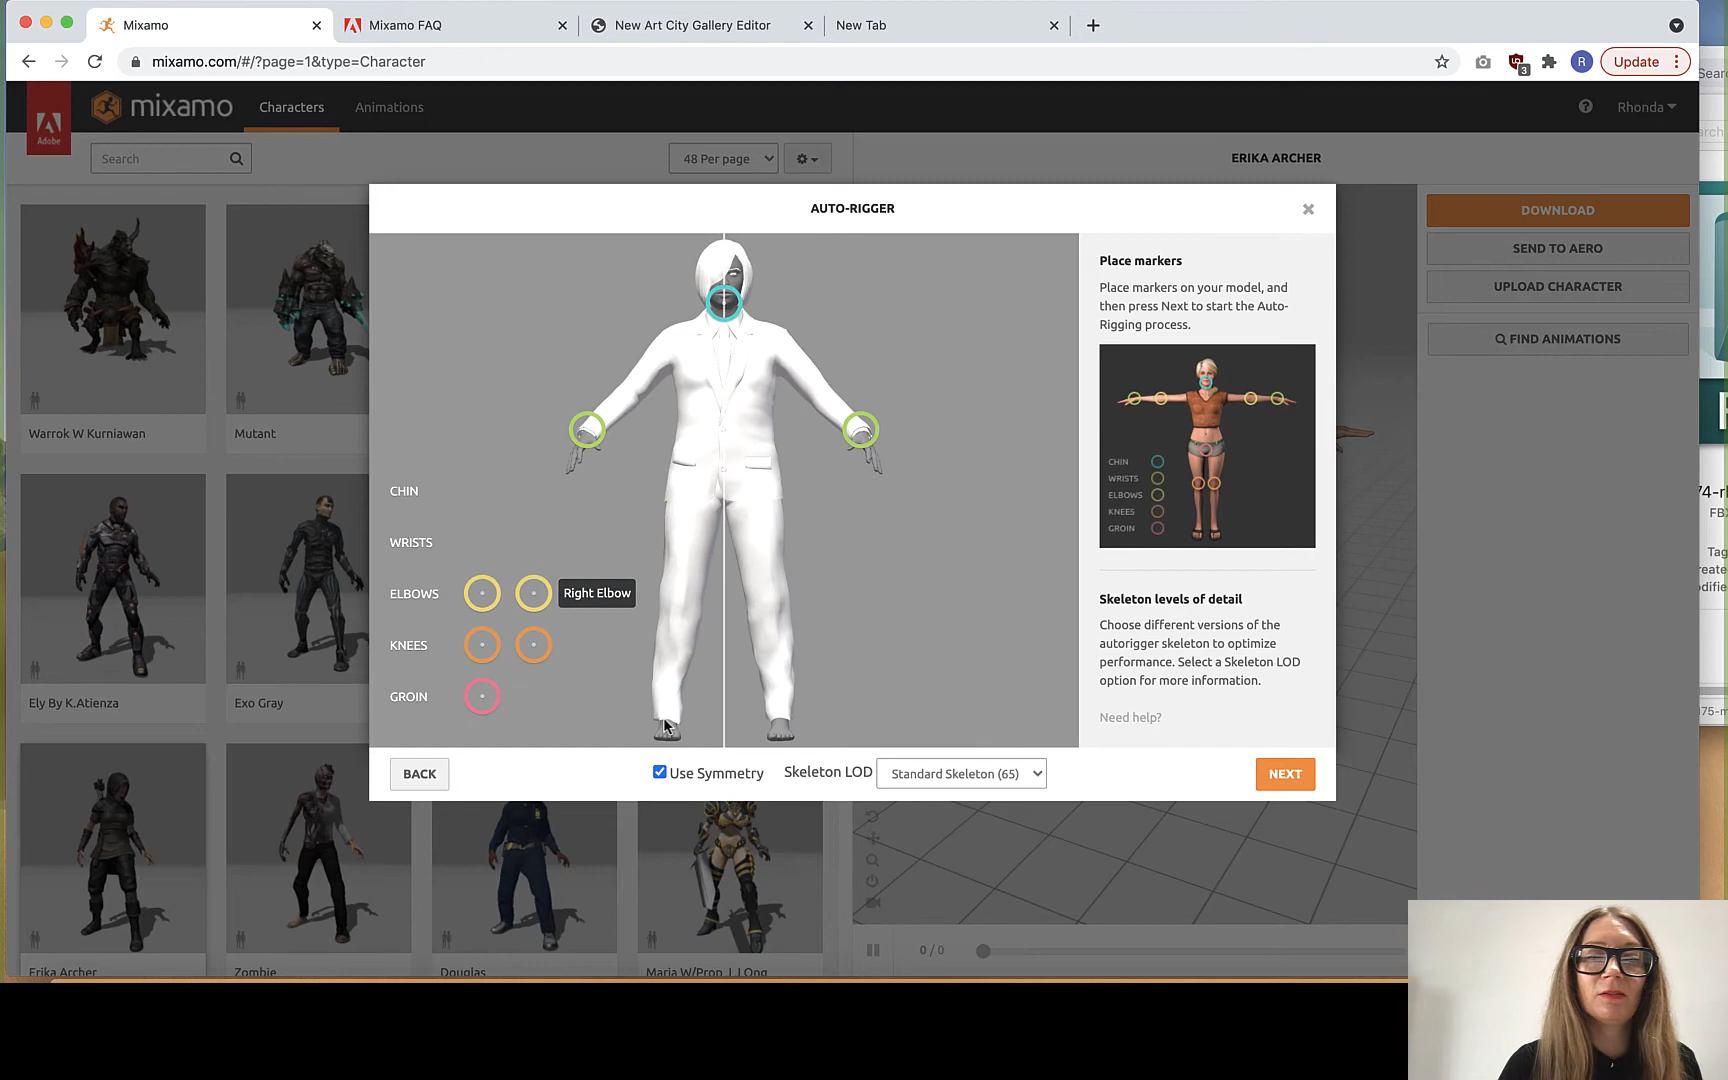 Mixamo
Mixamo FAQ
New Art City Gallery Editor
New Tab
mixamo.com/#/?page=1&type=Character
3
R
Update
Adobe
mixamo
Characters
Animations
Rhonda
Search
48 Per page
ERIKA ARCHER
AUTO-RIGGER
DOWNLOAD
SEND TO AERO
UPLOAD CHARACTER
FIND ANIMATIONS
Place markers
Place markers on your model, and
then press Next to start the Auto-
Rigging process.
CHIN
WRISTS
ELBOWS
KNEES
GROIN
Skeleton levels of detail
Choose different versions of the
autorigger skeleton to optimize
performance. Select a Skeleton LOD
option for more information.
Need help?
CHIN
WRISTS
ELBOWS
Right Elbow
KNEES
GROIN
BACK
Use Symmetry
Skeleton LOD
Standard Skeleton (65)
NEXT
Warrok W Kurniawan
Mutant
Ely By K.Atienza
Exo Gray
Erika Archer
Zombie
Douglas
Maria W/Prop J J Ong
0 / 0